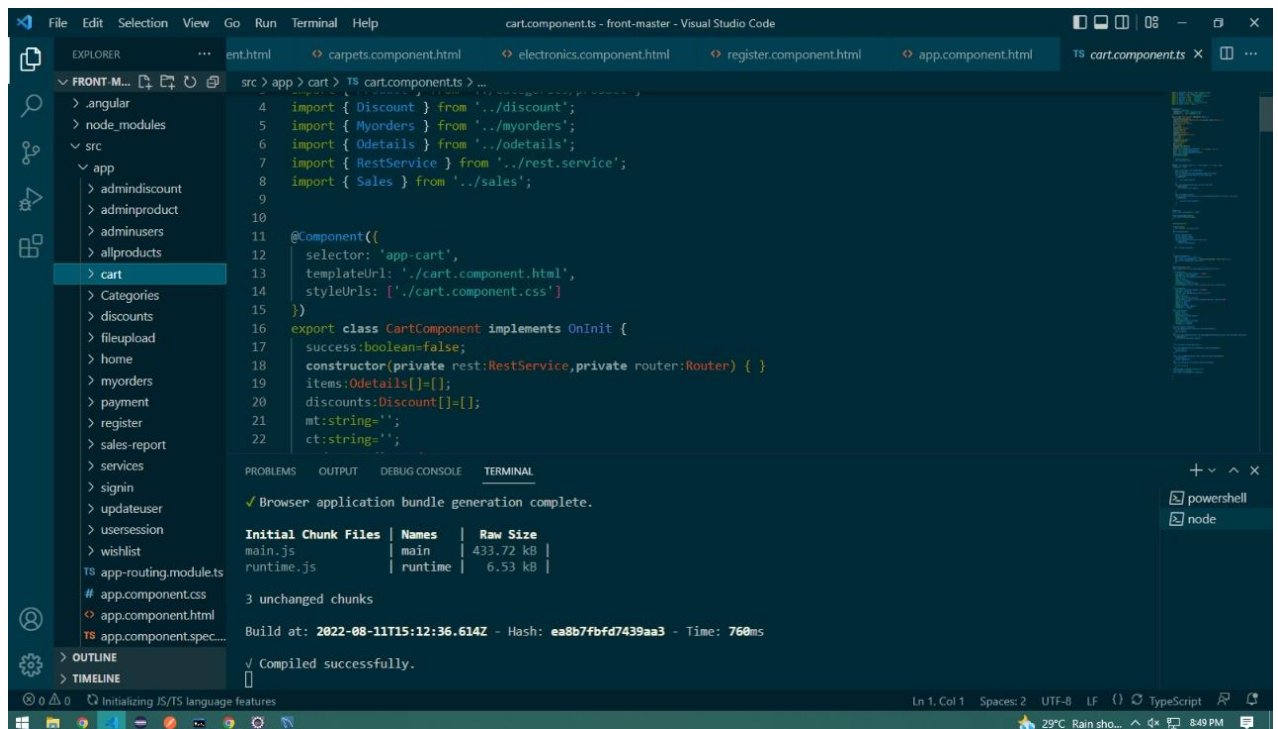 File Edit Selection View Go Run Terminal Help
cart.component.ts - front-master - Visual Studio Code
EXPLORER
ent.html
carpets.component.html
electronics.component.html
register.component.html
app.component.html
TS cart.component.ts
FRONT-M...
src > app > cart > TS cart.component.ts > ...
.angular
node_modules
src
app
admindiscount
adminproduct
adminusers
allproducts
cart
Categories
discounts
fileupload
home
myorders
payment
register
sales-report
services
signin
updateuser
usersession
wishlist
TS app-routing.module.ts
# app.component.css
<> app.component.html
TS app.component.spec....
OUTLINE
TIMELINE
4 import { Discount } from '../discount';
5 import { Myorders } from '../myorders';
6 import { Odetails } from '../odetails';
7 import { RestService } from '../rest.service';
8 import { Sales } from '../sales';
9
10
11 @Component({
12 selector: 'app-cart',
13 templateUrl: './cart.component.html',
14 styleUrls: ['./cart.component.css']
15 })
16 export class CartComponent implements OnInit {
17 success:boolean=false;
18 constructor(private rest:RestService,private router:Router) { }
19 items:Odetails[]=[];
20 discounts:Discount[]=[];
21 mt:string='';
22 ct:string='';
PROBLEMS OUTPUT DEBUG CONSOLE TERMINAL
√ Browser application bundle generation complete.
Initial Chunk Files | Names | Raw Size
main.js | main | 433.72 kB |
runtime.js | runtime | 6.53 kB |
3 unchanged chunks
Build at: 2022-08-11T15:12:36.614Z - Hash: ea8b7fbfd7439aa3 - Time: 760ms
√ Compiled successfully.
powershell
node
0 0 Initializing JS/TS language features
Ln 1, Col 1 Spaces: 2 UTF-8 LF {} TypeScript
29°C Rain sho... 8:49 PM